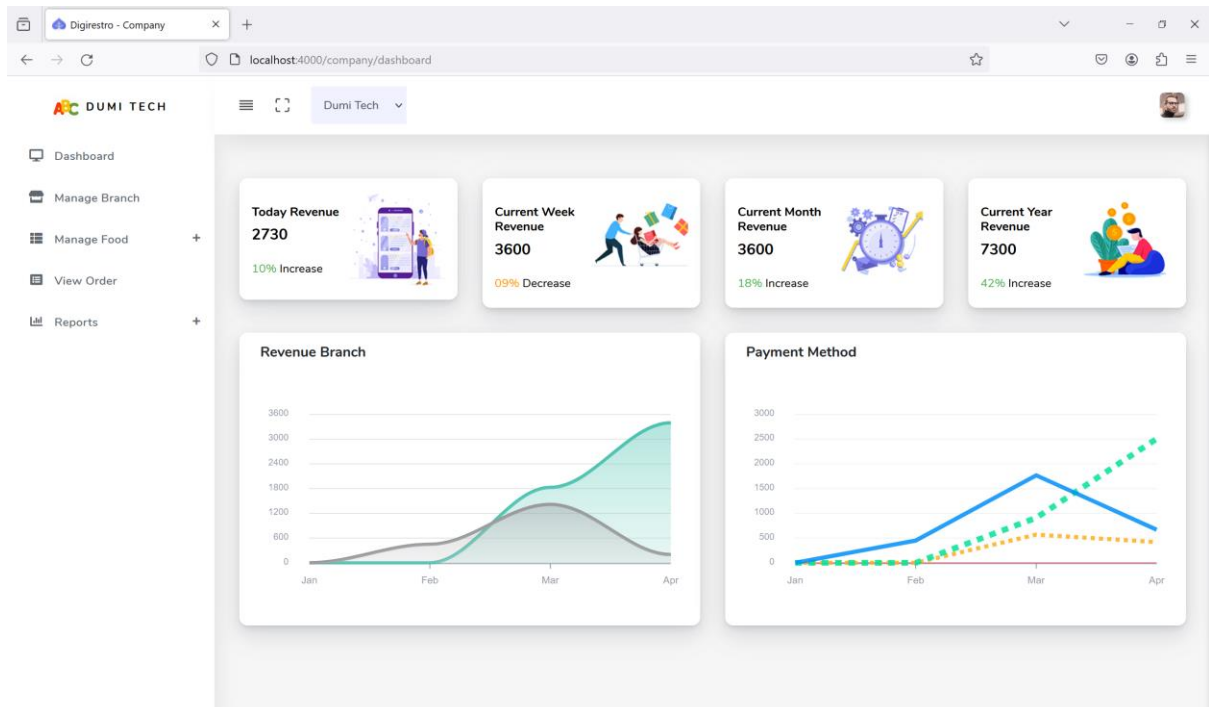 Digirestro - Company
localhost:4000/company/dashboard
ABC DUMI TECH
Dumi Tech
Dashboard
Manage Branch
Manage Food +
View Order
Reports +
Today Revenue
2730
10% Increase
Current Week
Revenue
3600
09% Decrease
Current Month
Revenue
3600
18% Increase
Current Year
Revenue
7300
42% Increase
Revenue Branch
3600
3000
2400
1800
1200
600
0
Jan Feb Mar Apr
Payment Method
3000
2500
2000
1500
1000
500
0
Jan Feb Mar Apr